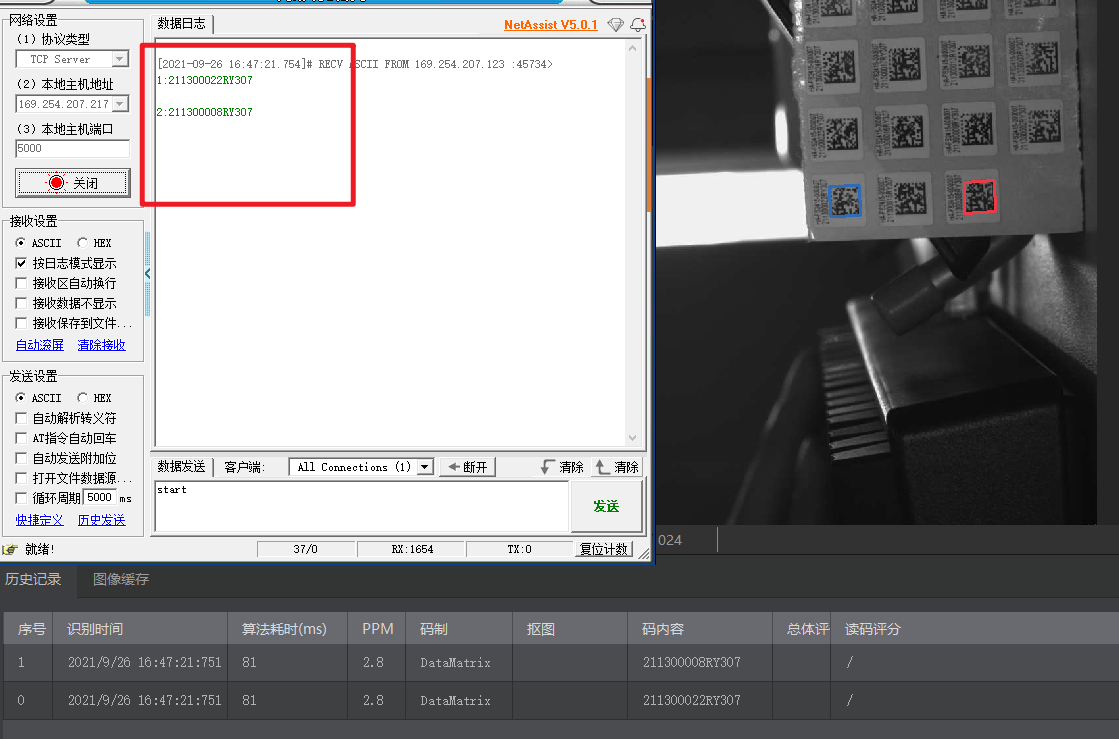 网络设置
(1) 协议类型
TCP Server
(2) 本地主机地址
169.254.207.217
(3) 本地主机端口
5000
关闭
接收设置
ASCII HEX
按日志模式显示
接收区自动换行
接收数据不显示
接收保存到文件...
自动滚屏 清除接收
发送设置
ASCII HEX
自动解析转义符
AT指令自动回车
自动发送附加位
打开文件数据源...
循环周期 5000 ms
快捷定义 历史发送
就绪!
数据日志
NetAssist V5.0.1
[2021-09-26 16:47:21.754]# RECV ASCII FROM 169.254.207.123 :45734>
1:211300022RY307
2:211300008RY307
数据发送 客户端: All Connections (1) 断开 清除 清除
start
发送
37/0 RX:1654 TX:0 复位计数
024
历史记录 图像缓存
序号 识别时间 算法耗时(ms) PPM 码制 抠图 码内容 总体评 读码评分
1 2021/9/26 16:47:21:751 81 2.8 DataMatrix 211300008RY307 /
0 2021/9/26 16:47:21:751 81 2.8 DataMatrix 211300022RY307 /